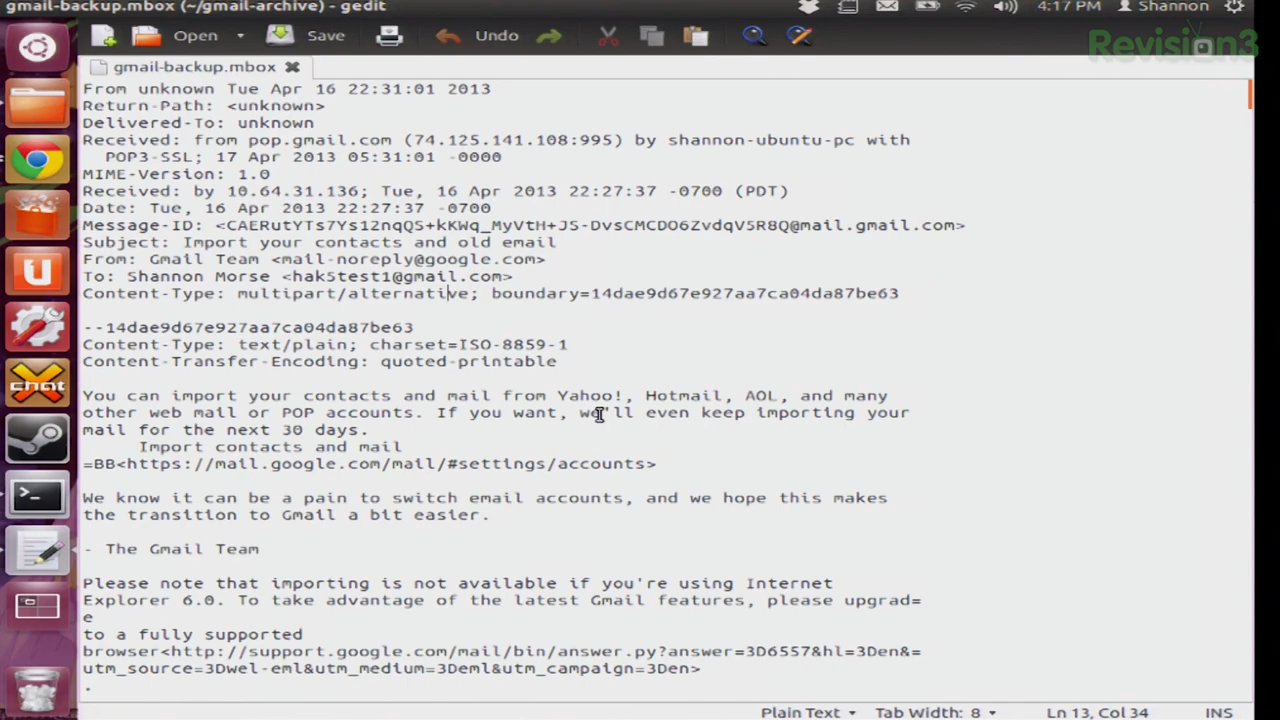 gmail-backup.mbox (~/gmail-archive) - gedit
4:17 PM
Shannon
Open
Save
Undo
Revision3
gmail-backup.mbox
From unknown Tue Apr 16 22:31:01 2013
Return-Path: <unknown>
Delivered-To: unknown
Received: from pop.gmail.com (74.125.141.108:995) by shannon-ubuntu-pc with
POP3-SSL; 17 Apr 2013 05:31:01 -0000
MIME-Version: 1.0
Received: by 10.64.31.136; Tue, 16 Apr 2013 22:27:37 -0700 (PDT)
Date: Tue, 16 Apr 2013 22:27:37 -0700
Message-ID: <CAERutYTs7Ys12nqQS+kKWq_MyVtH+JS-DvsCMCDO6ZvdqV5R8Q@mail.gmail.com>
Subject: Import your contacts and old email
From: Gmail Team <mail-noreply@google.com>
To: Shannon Morse <hak5test1@gmail.com>
Content-Type: multipart/alternative; boundary=14dae9d67e927aa7ca04da87be63
--14dae9d67e927aa7ca04da87be63
Content-Type: text/plain; charset=ISO-8859-1
Content-Transfer-Encoding: quoted-printable
You can import your contacts and mail from Yahoo!, Hotmail, AOL, and many
other web mail or POP accounts. If you want, we'll even keep importing your
mail for the next 30 days.
Import contacts and mail
=BB<https://mail.google.com/mail/#settings/accounts>
We know it can be a pain to switch email accounts, and we hope this makes
the transition to Gmail a bit easier.
- The Gmail Team
Please note that importing is not available if you're using Internet
Explorer 6.0. To take advantage of the latest Gmail features, please upgrad=
e
to a fully supported
browser<http://support.google.com/mail/bin/answer.py?answer=3D6557&hl=3Den&=
utm_source=3Dwel-eml&utm_medium=3Deml&utm_campaign=3Den>
.
chat
Plain Text
Tab Width: 8
Ln 13, Col 34
INS